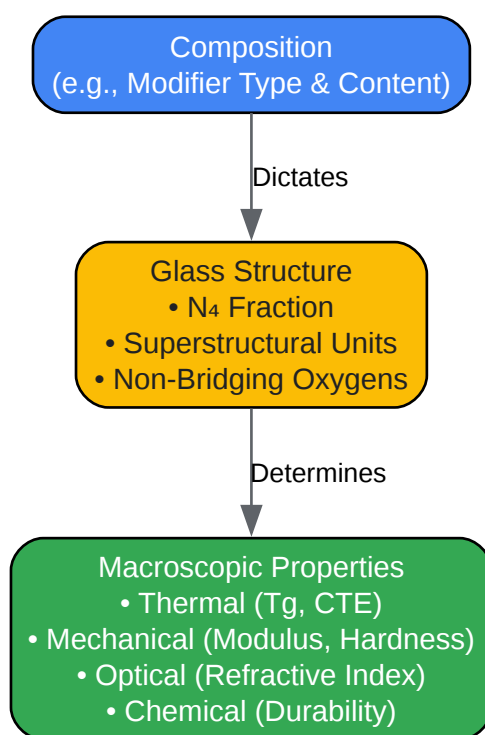 Composition
(e.g., Modifier Type & Content)
Dictates
Glass Structure
• N₄ Fraction
• Superstructural Units
• Non-Bridging Oxygens
Determines
Macroscopic Properties
• Thermal (Tg, CTE)
• Mechanical (Modulus, Hardness)
• Optical (Refractive Index)
• Chemical (Durability)